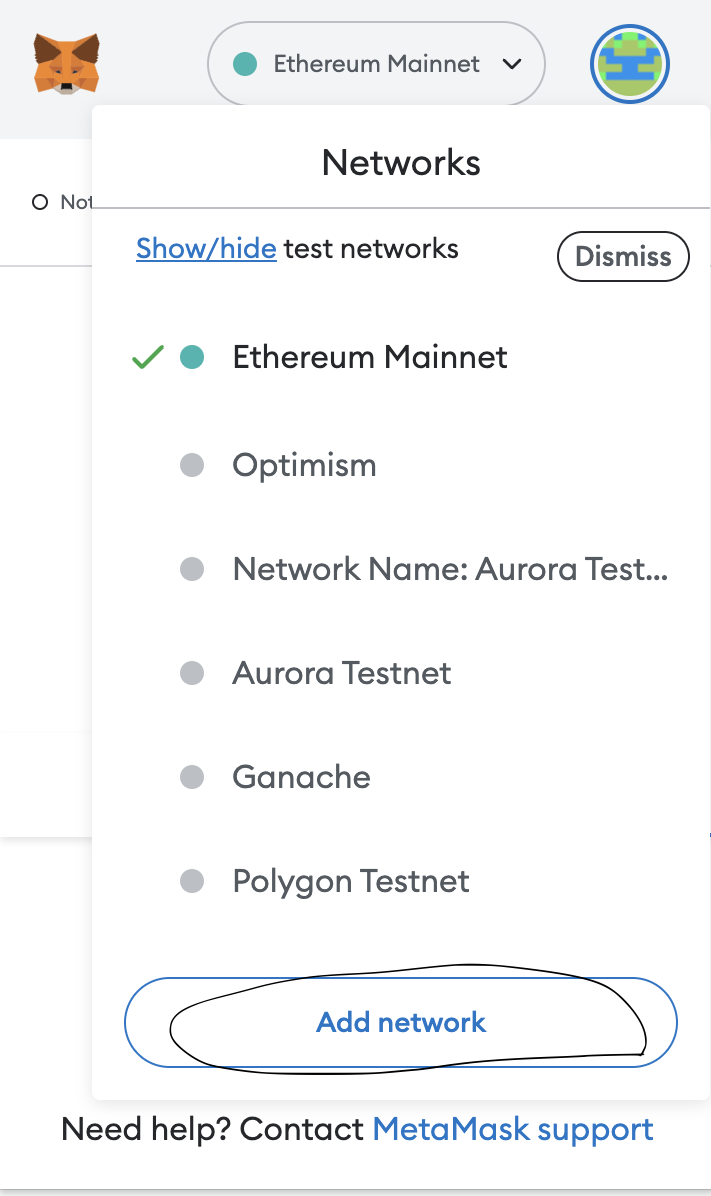 Ethereum Mainnet
Networks
Not
Show/hide test networks
Dismiss
Ethereum Mainnet
Optimism
Network Name: Aurora Test...
Aurora Testnet
Ganache
Polygon Testnet
Add network
Need help? Contact MetaMask support